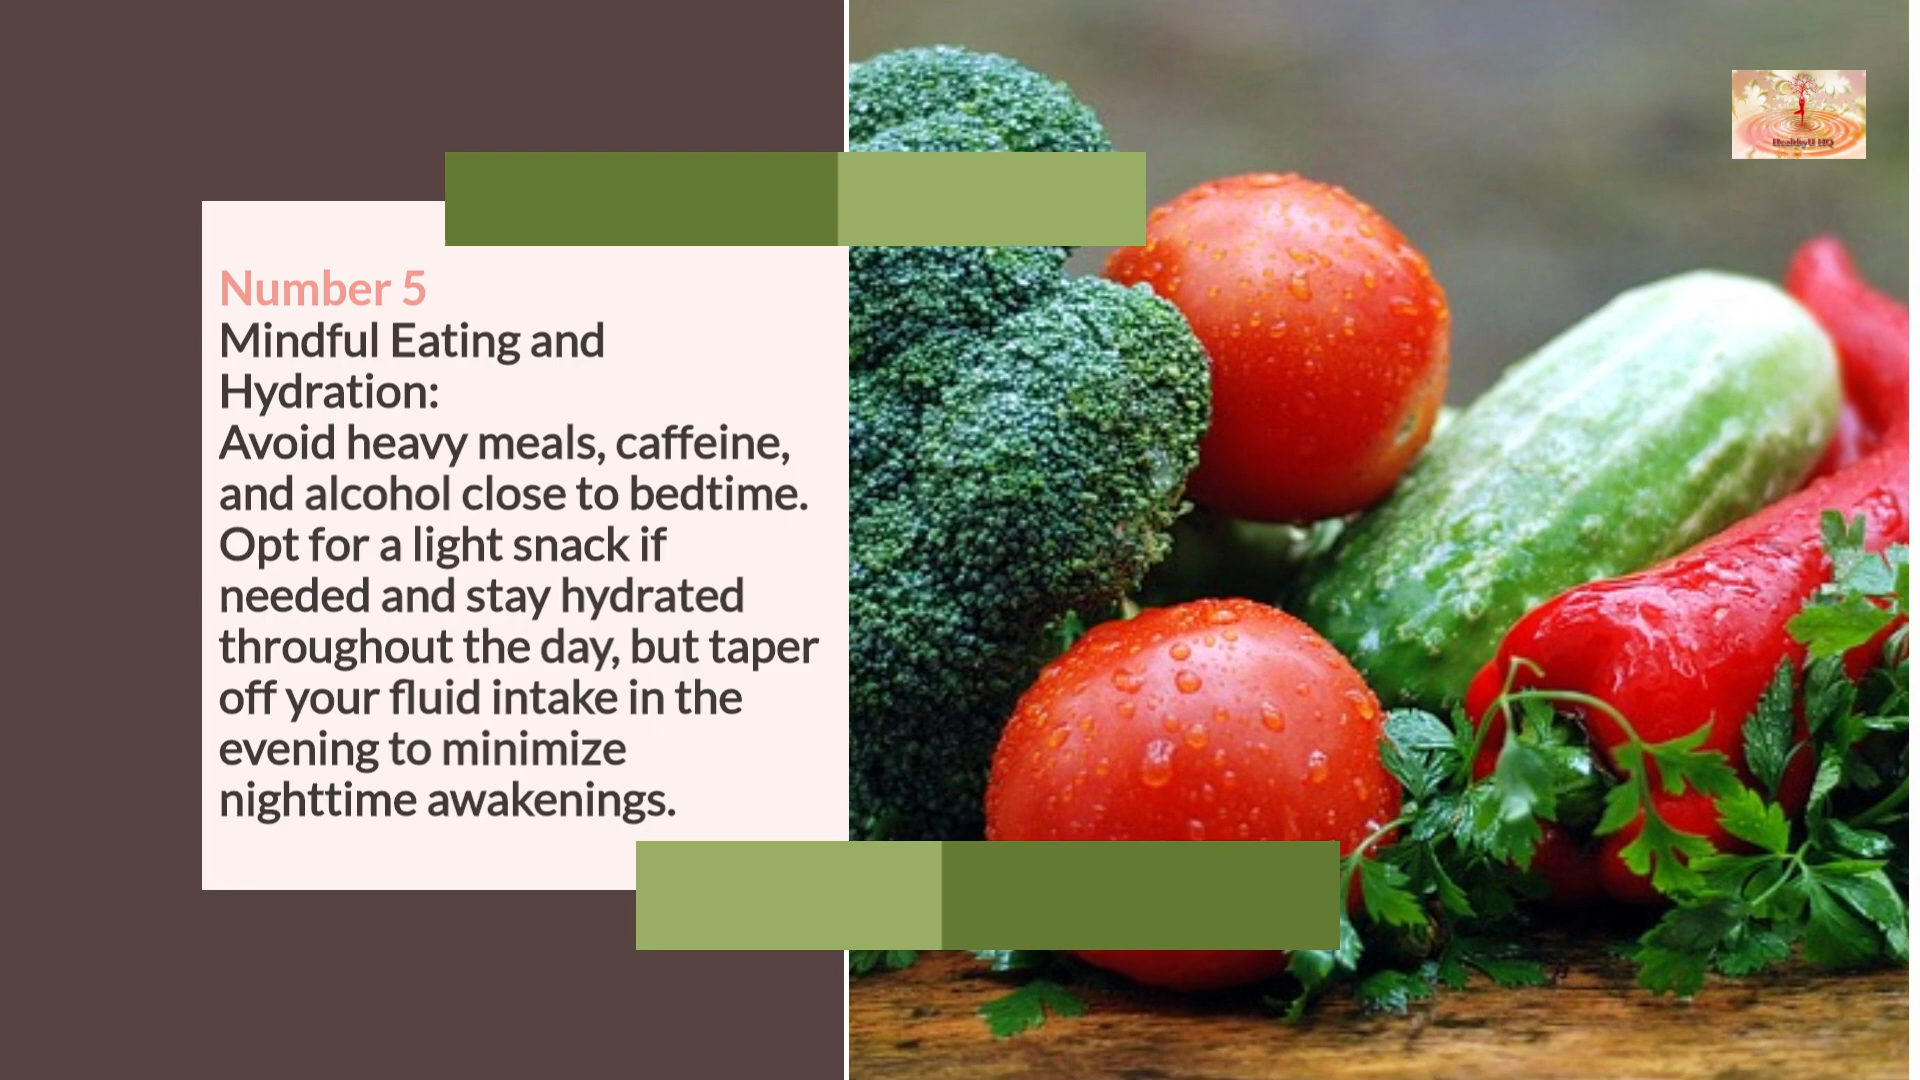 Number 5
Mindful Eating and
Hydration:
Avoid heavy meals, caffeine,
and alcohol close to bedtime.
Opt for a light snack if
needed and stay hydrated
throughout the day, but taper
off your fluid intake in the
evening to minimize
nighttime awakenings.
HealthyU HQ